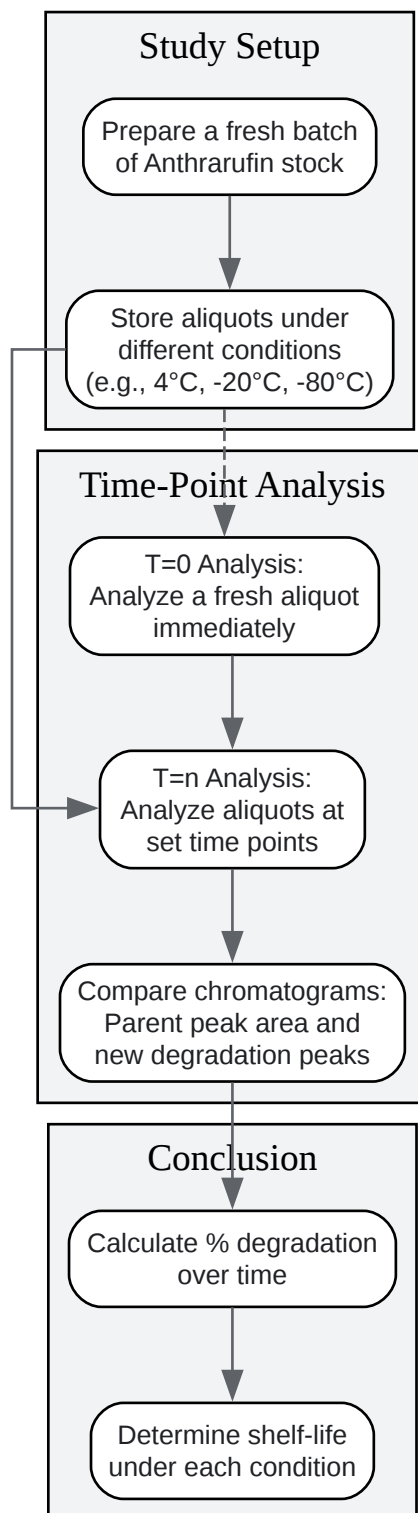 Study Setup
Prepare a fresh batch
of Anthrarufin stock
Store aliquots under
different conditions
(e.g., 4°C, -20°C, -80°C)
Time-Point Analysis
T=0 Analysis:
Analyze a fresh aliquot
immediately
T=n Analysis:
Analyze aliquots at
set time points
Compare chromatograms:
Parent peak area and
new degradation peaks
Conclusion
Calculate % degradation
over time
Determine shelf-life
under each condition